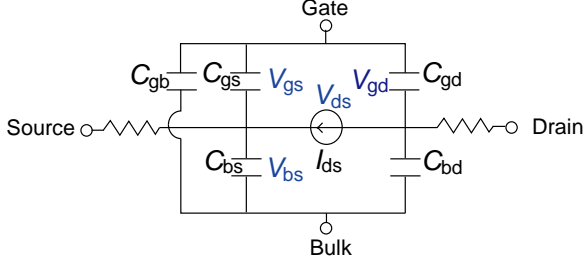 Gate
Cgb Cgs Vgs Vgd Cgd
Vds
Source Drain
Cbs Vbs Ids Cbd
Bulk